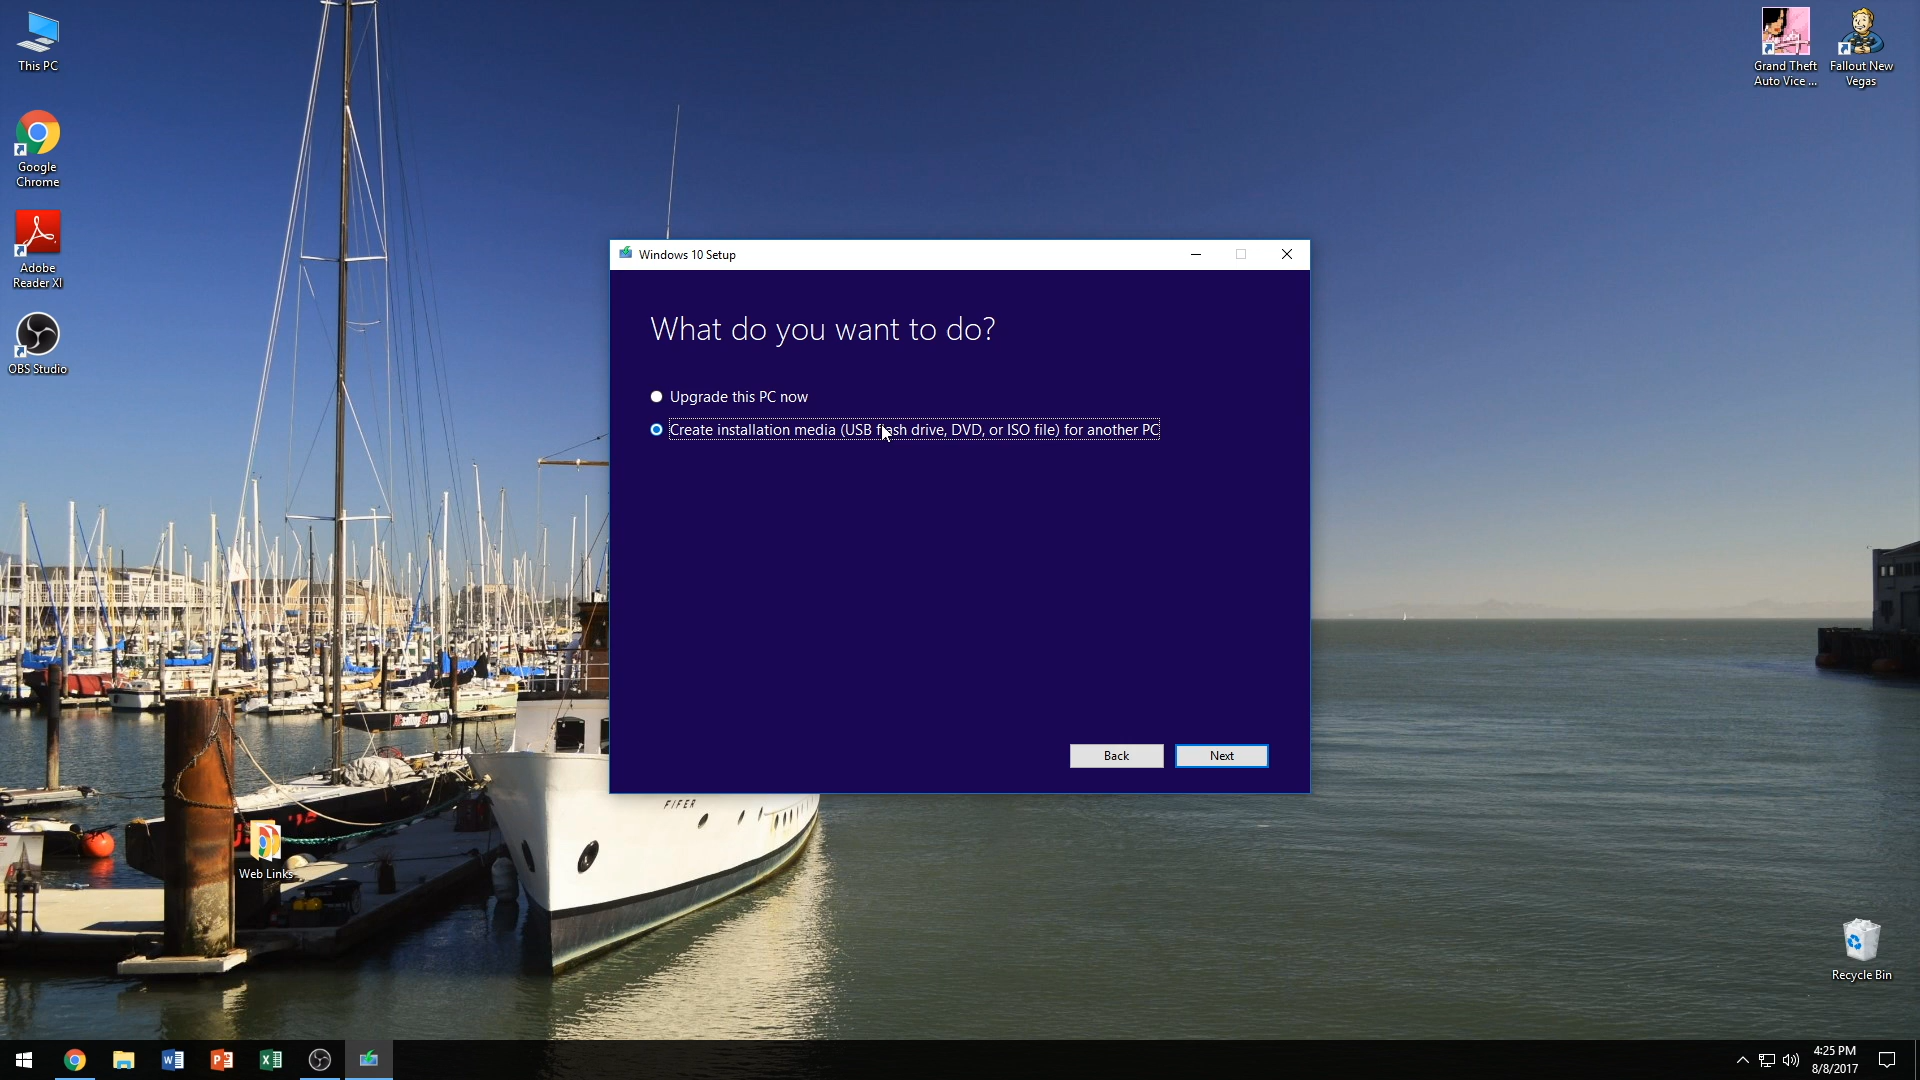 This PC
Google
Chrome
Adobe
Reader XI
OBS Studio
Grand Theft
Auto Vice ...
Fallout New
Vegas
Windows 10 Setup
What do you want to do?
Upgrade this PC now
Create installation media (USB flash drive, DVD, or ISO file) for another PC
Back
Next
FIFER
Web Links
Recycle Bin
4:25 PM
8/8/2017